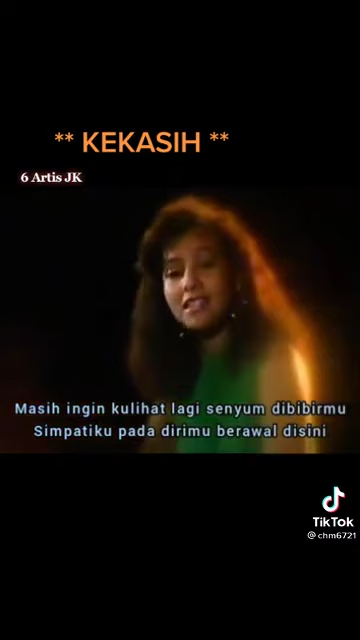 ** KEKASIH **
6 Artis JK
Masih ingin kulihat lagi senyum dibibirmu
Simpatiku pada dirimu berawal disini
TikTok
@chm6721